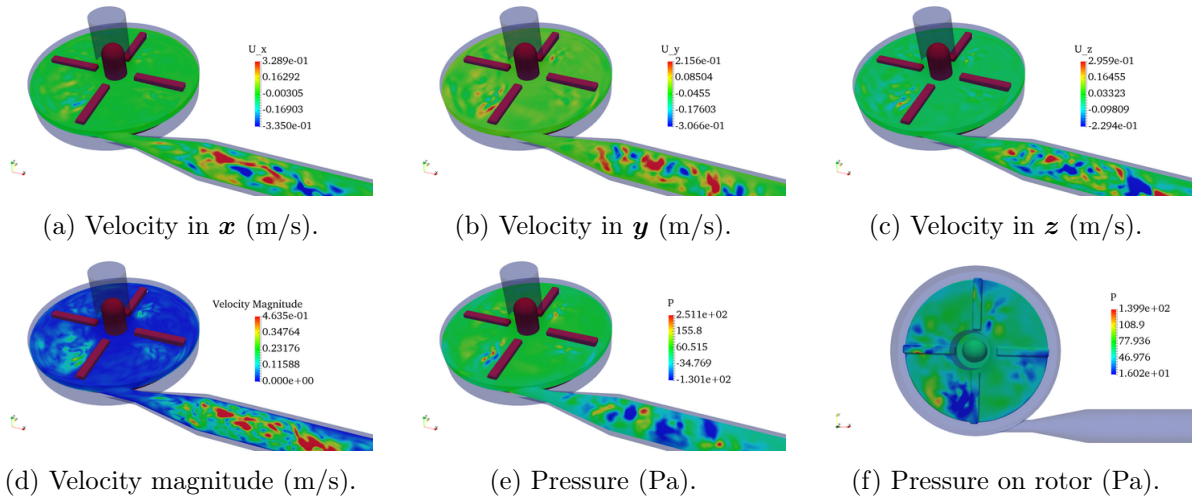 U_x
3.289e-01
0.16292
-0.00305
-0.16903
-3.350e-01
(a) Velocity in x (m/s).
U_y
2.156e-01
0.08504
-0.0455
-0.17603
-3.066e-01
(b) Velocity in y (m/s).
U_z
2.959e-01
0.16455
0.03323
-0.09809
-2.294e-01
(c) Velocity in z (m/s).
Velocity Magnitude
4.635e-01
0.34764
0.23176
0.11588
0.000e+00
(d) Velocity magnitude (m/s).
P
2.511e+02
155.8
60.515
-34.769
-1.301e+02
(e) Pressure (Pa).
P
1.399e+02
108.9
77.936
46.976
1.602e+01
(f) Pressure on rotor (Pa).